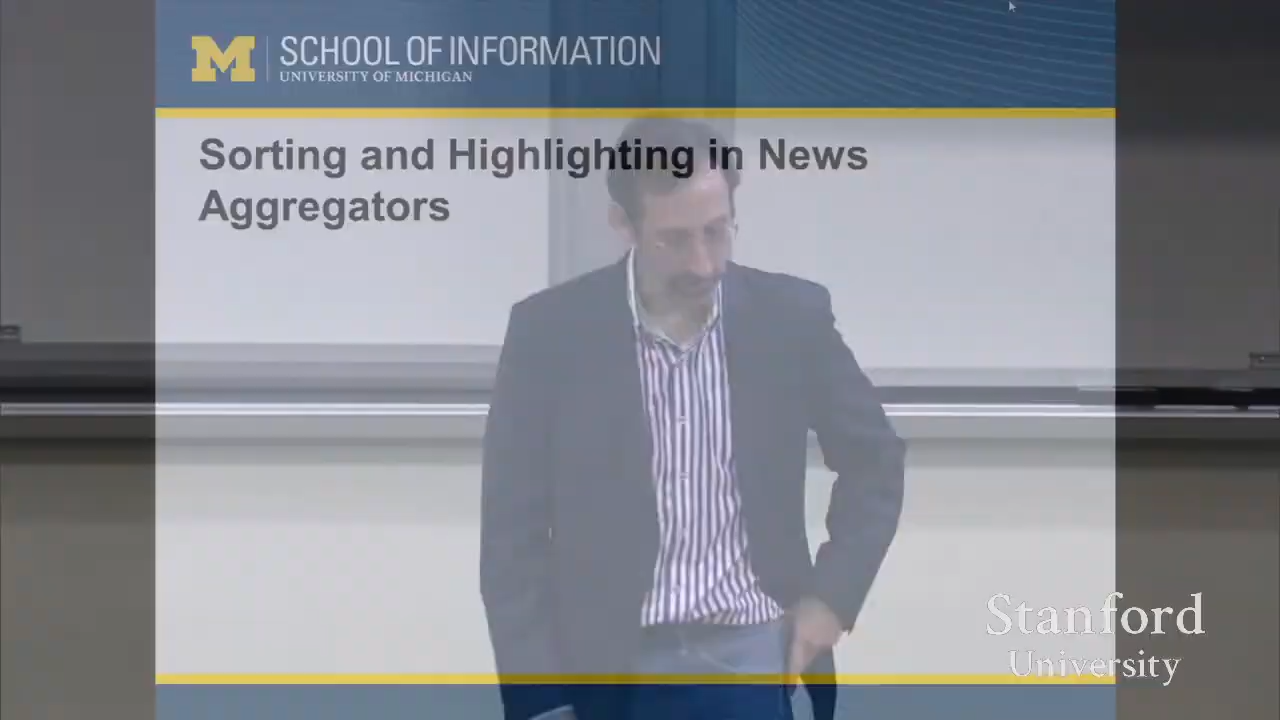 M
SCHOOL OF INFORMATION
UNIVERSITY OF MICHIGAN
Sorting and Highlighting in News
Aggregators
Stanford
University